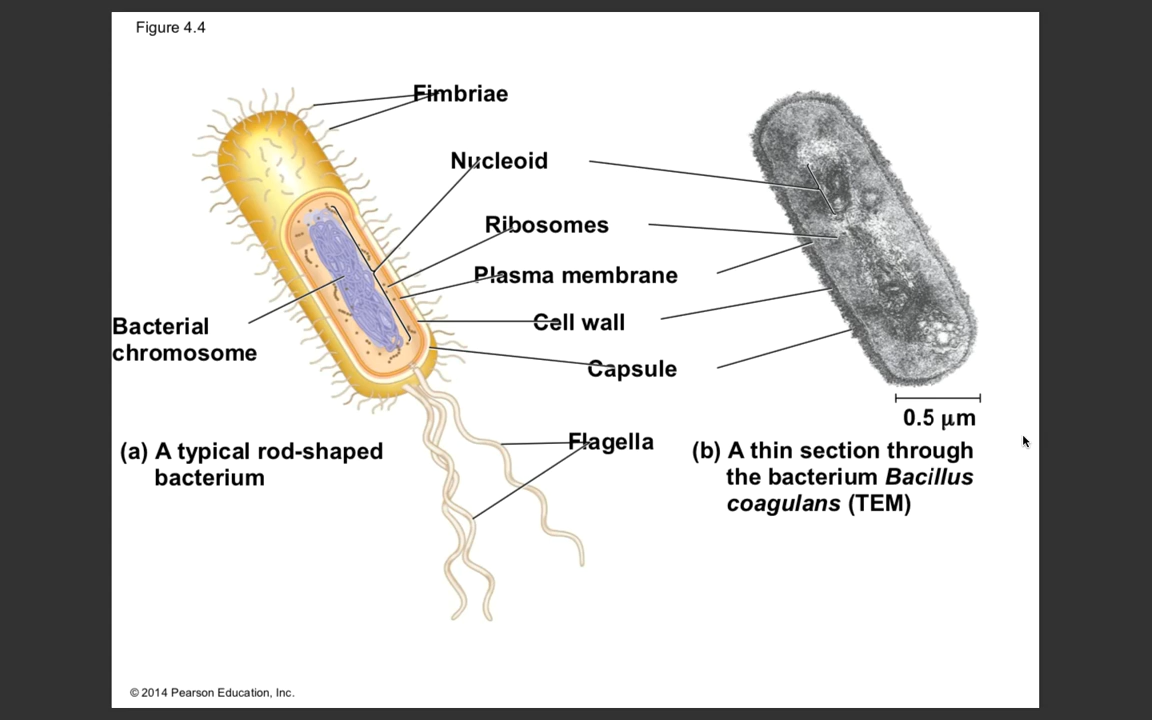 Figure 4.4
Fimbriae
Nucleoid
Ribosomes
Plasma membrane
Cell wall
Capsule
Bacterial
chromosome
Flagella
0.5 μm
(a) A typical rod-shaped
bacterium
(b) A thin section through
the bacterium Bacillus
coagulans (TEM)
© 2014 Pearson Education, Inc.